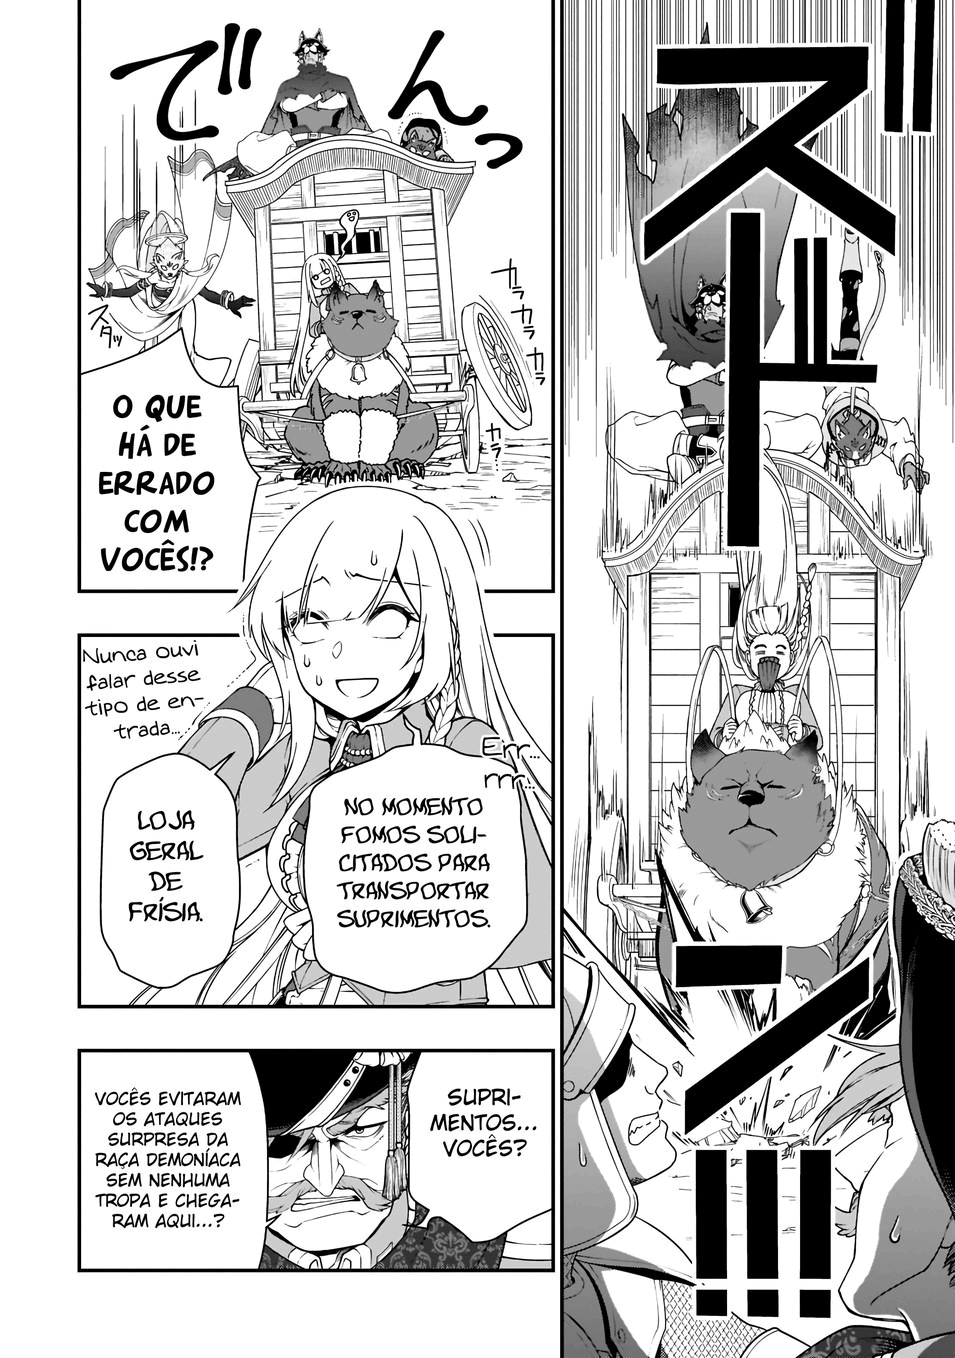 ズドーン!!!
で゛んっ
スタッ
カラカラカラ
カラ…
O QUE
HÁ DE
ERRADO
COM
VOCÊS!?
Err...
rrr...
NO MOMENTO
FOMOS SOLI-
CITADOS PARA
TRANSPORTAR
SUPRIMENTOS.
Nunca ouvi
falar desse
tipo de en-
trada...
LOJA
GERAL
DE
FRÍSIA.
SUPRI-
MENTOS...
VOCÊS?
VOCÊS EVITARAM
OS ATAQUES
SURPRESA DA
RAÇA DEMONÍACA
SEM NENHUMA
TROPA E CHEGA-
RAM AQUI...?